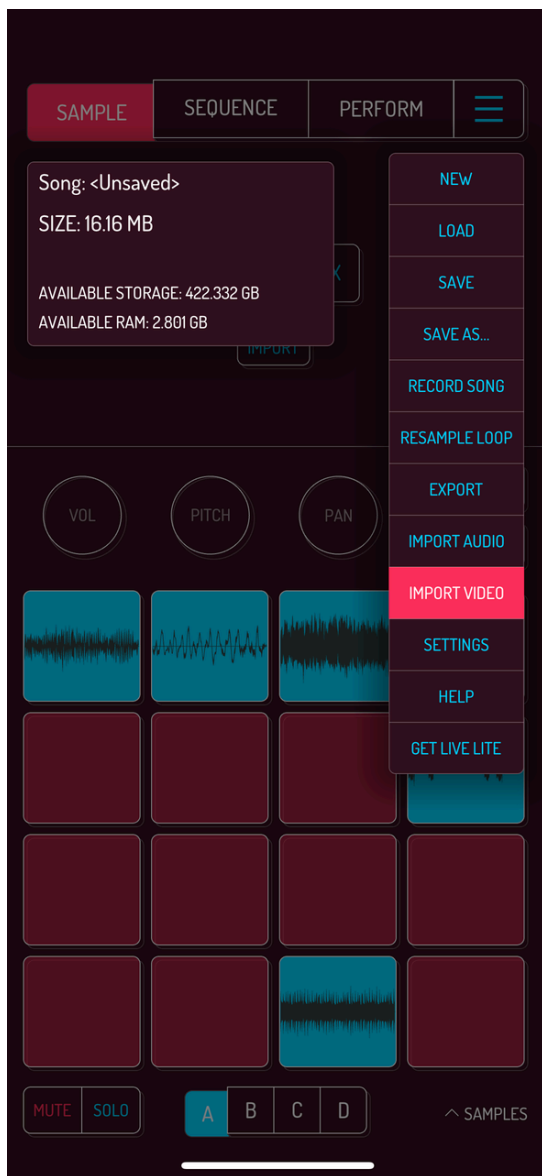 SAMPLE
SEQUENCE
PERFORM
Song: <Unsaved>
SIZE: 16.16 MB
AVAILABLE STORAGE: 422.332 GB
AVAILABLE RAM: 2.801 GB
X
IMPORT
NEW
LOAD
SAVE
SAVE AS...
RECORD SONG
RESAMPLE LOOP
EXPORT
IMPORT AUDIO
IMPORT VIDEO
SETTINGS
HELP
GET LIVE LITE
VOL
PITCH
PAN
MUTE
SOLO
A
B
C
D
SAMPLES